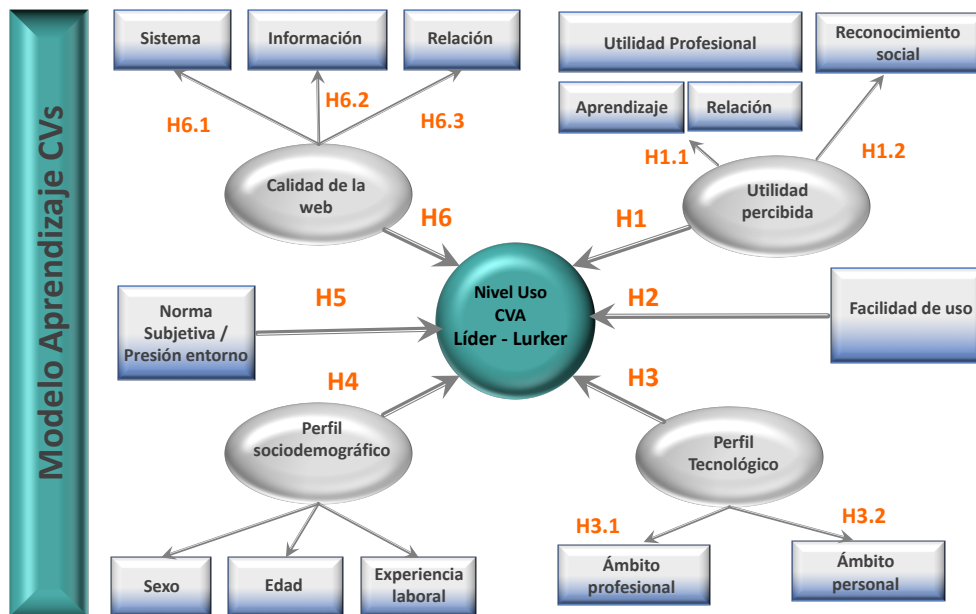 Modelo Aprendizaje CVs
Sistema
Información
Relación
H6.1
H6.2
H6.3
Calidad de la
web
H6
Utilidad Profesional
Reconocimiento
social
Aprendizaje
Relación
H1.1
H1.2
Utilidad
percibida
H1
Norma
Subjetiva /
Presión entorno
H5
Nivel Uso
CVA
Líder - Lurker
H2
Facilidad de uso
H4
Perfil
sociodemográfico
H3
Perfil
Tecnológico
Sexo
Edad
Experiencia
laboral
H3.1
H3.2
Ámbito
profesional
Ámbito
personal